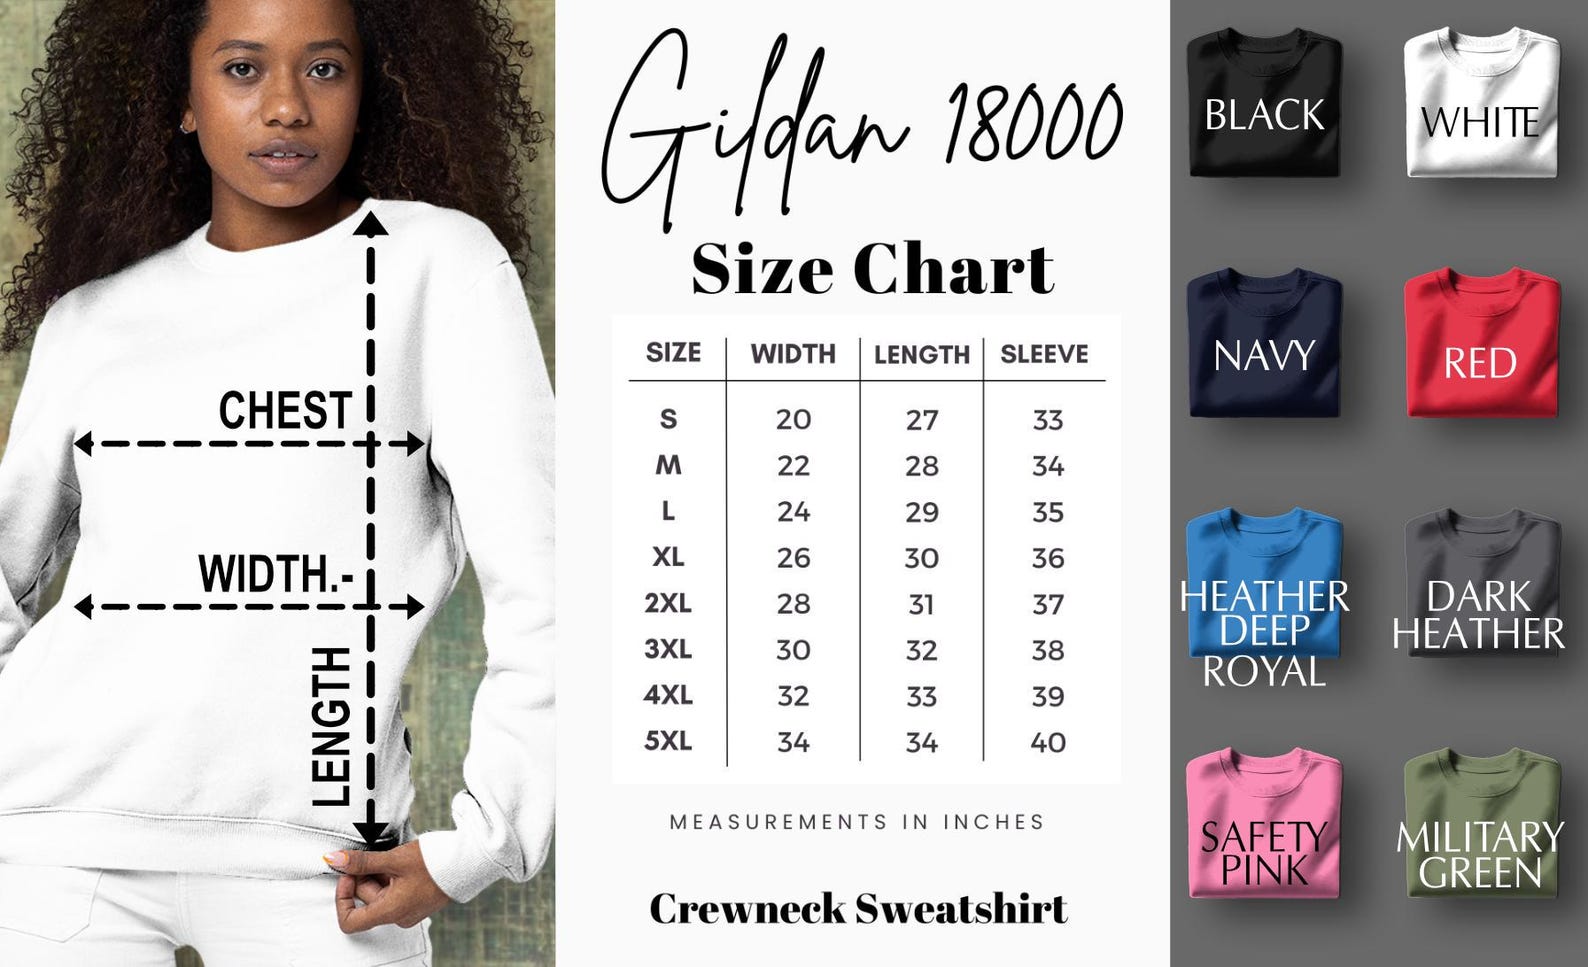 CHEST
WIDTH.-
LENGTH
Gildan 18000
Size Chart
SIZE WIDTH LENGTH SLEEVE
S 20 27 33
M 22 28 34
L 24 29 35
XL 26 30 36
2XL 28 31 37
3XL 30 32 38
4XL 32 33 39
5XL 34 34 40
MEASUREMENTS IN INCHES
Crewneck Sweatshirt
BLACK
WHITE
NAVY
RED
HEATHER
DEEP
ROYAL
DARK
HEATHER
SAFETY
PINK
MILITARY
GREEN